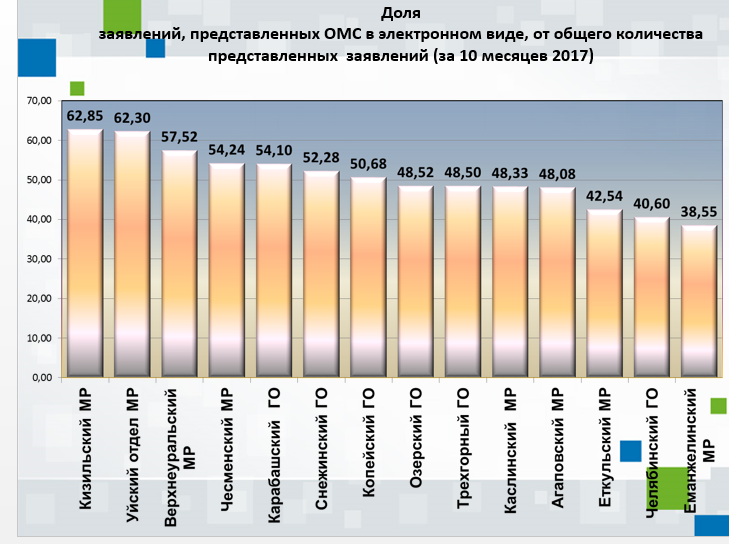 Доля
заявлений, представленных ОМС в электронном виде, от общего количества
представленных заявлений (за 10 месяцев 2017)
70,00
60,00
50,00
40,00
30,00
20,00
10,00
0,00
62,85
62,30
57,52
54,24
54,10
52,28
50,68
48,52
48,50
48,33
48,08
42,54
40,60
38,55
Кизильский МР
Уйский отдел МР
Верхнеуральский
МР
Чесменский МР
Карабашский ГО
Снежинский ГО
Копейский ГО
Озерский ГО
Трехгорный ГО
Каслинский МР
Агаповский МР
Еткульский МР
Челябинский ГО
Еманжелинский
МР